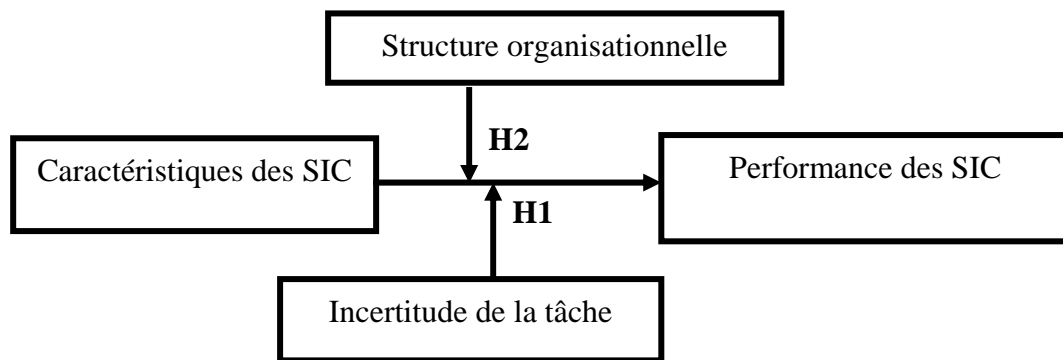 Structure organisationnelle
H2
Caractéristiques des SIC
Performance des SIC
H1
Incertitude de la tâche